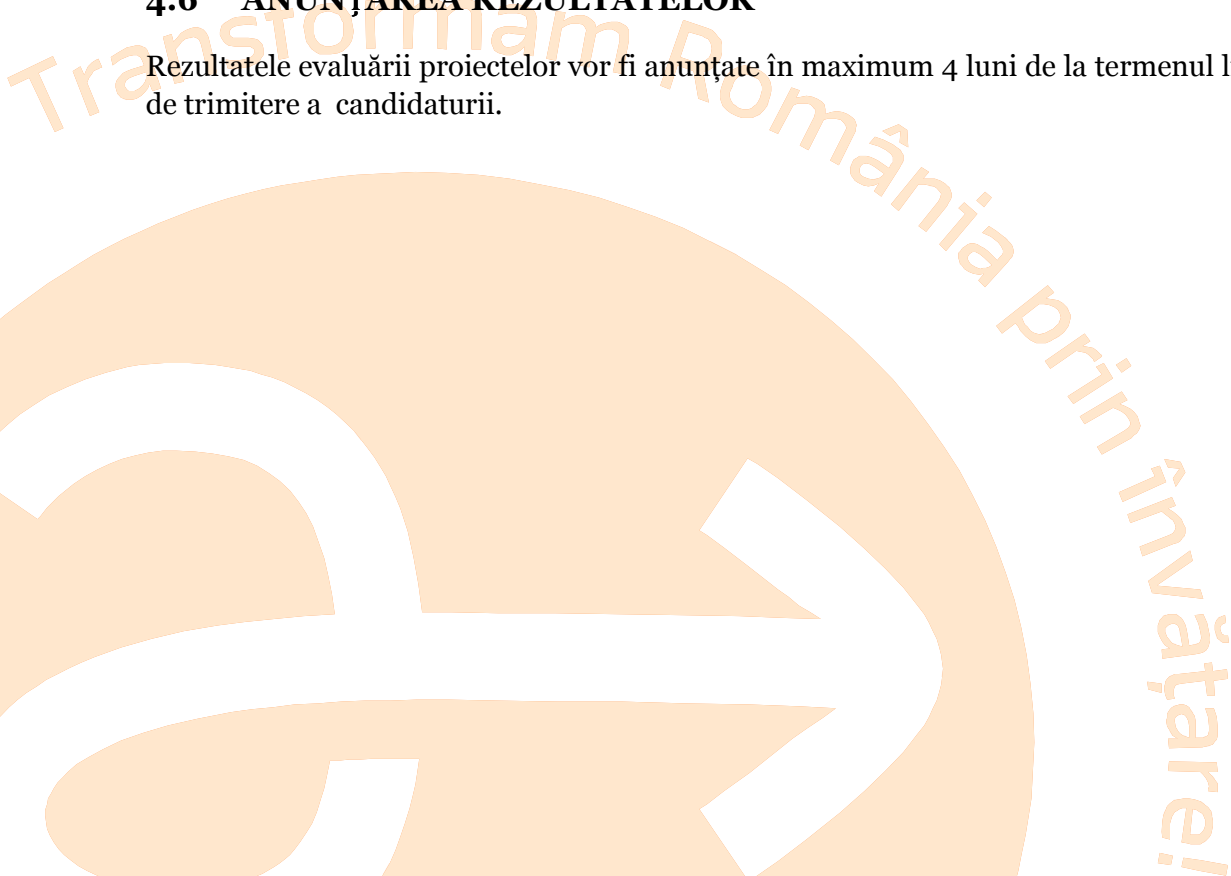 4.6 ANUNȚAREA REZULTATELOR
Rezultatele evaluării proiectelor vor fi anunțate în maximum 4 luni de la termenul
de trimitere a candidaturii.
Transformăm România prin învățare!